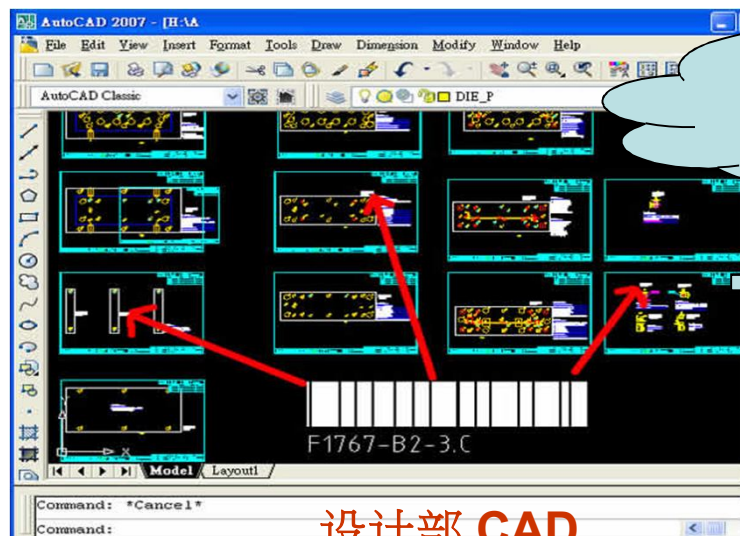 AutoCAD 2007 - [H:\A
File Edit View Insert Format Tools Draw Dimension Modify Window Help
AutoCAD Classic
DIE_P
F1767-B2-3.C
X
Model Layout1
Command: *Cancel*
Command:
设计部 CAD